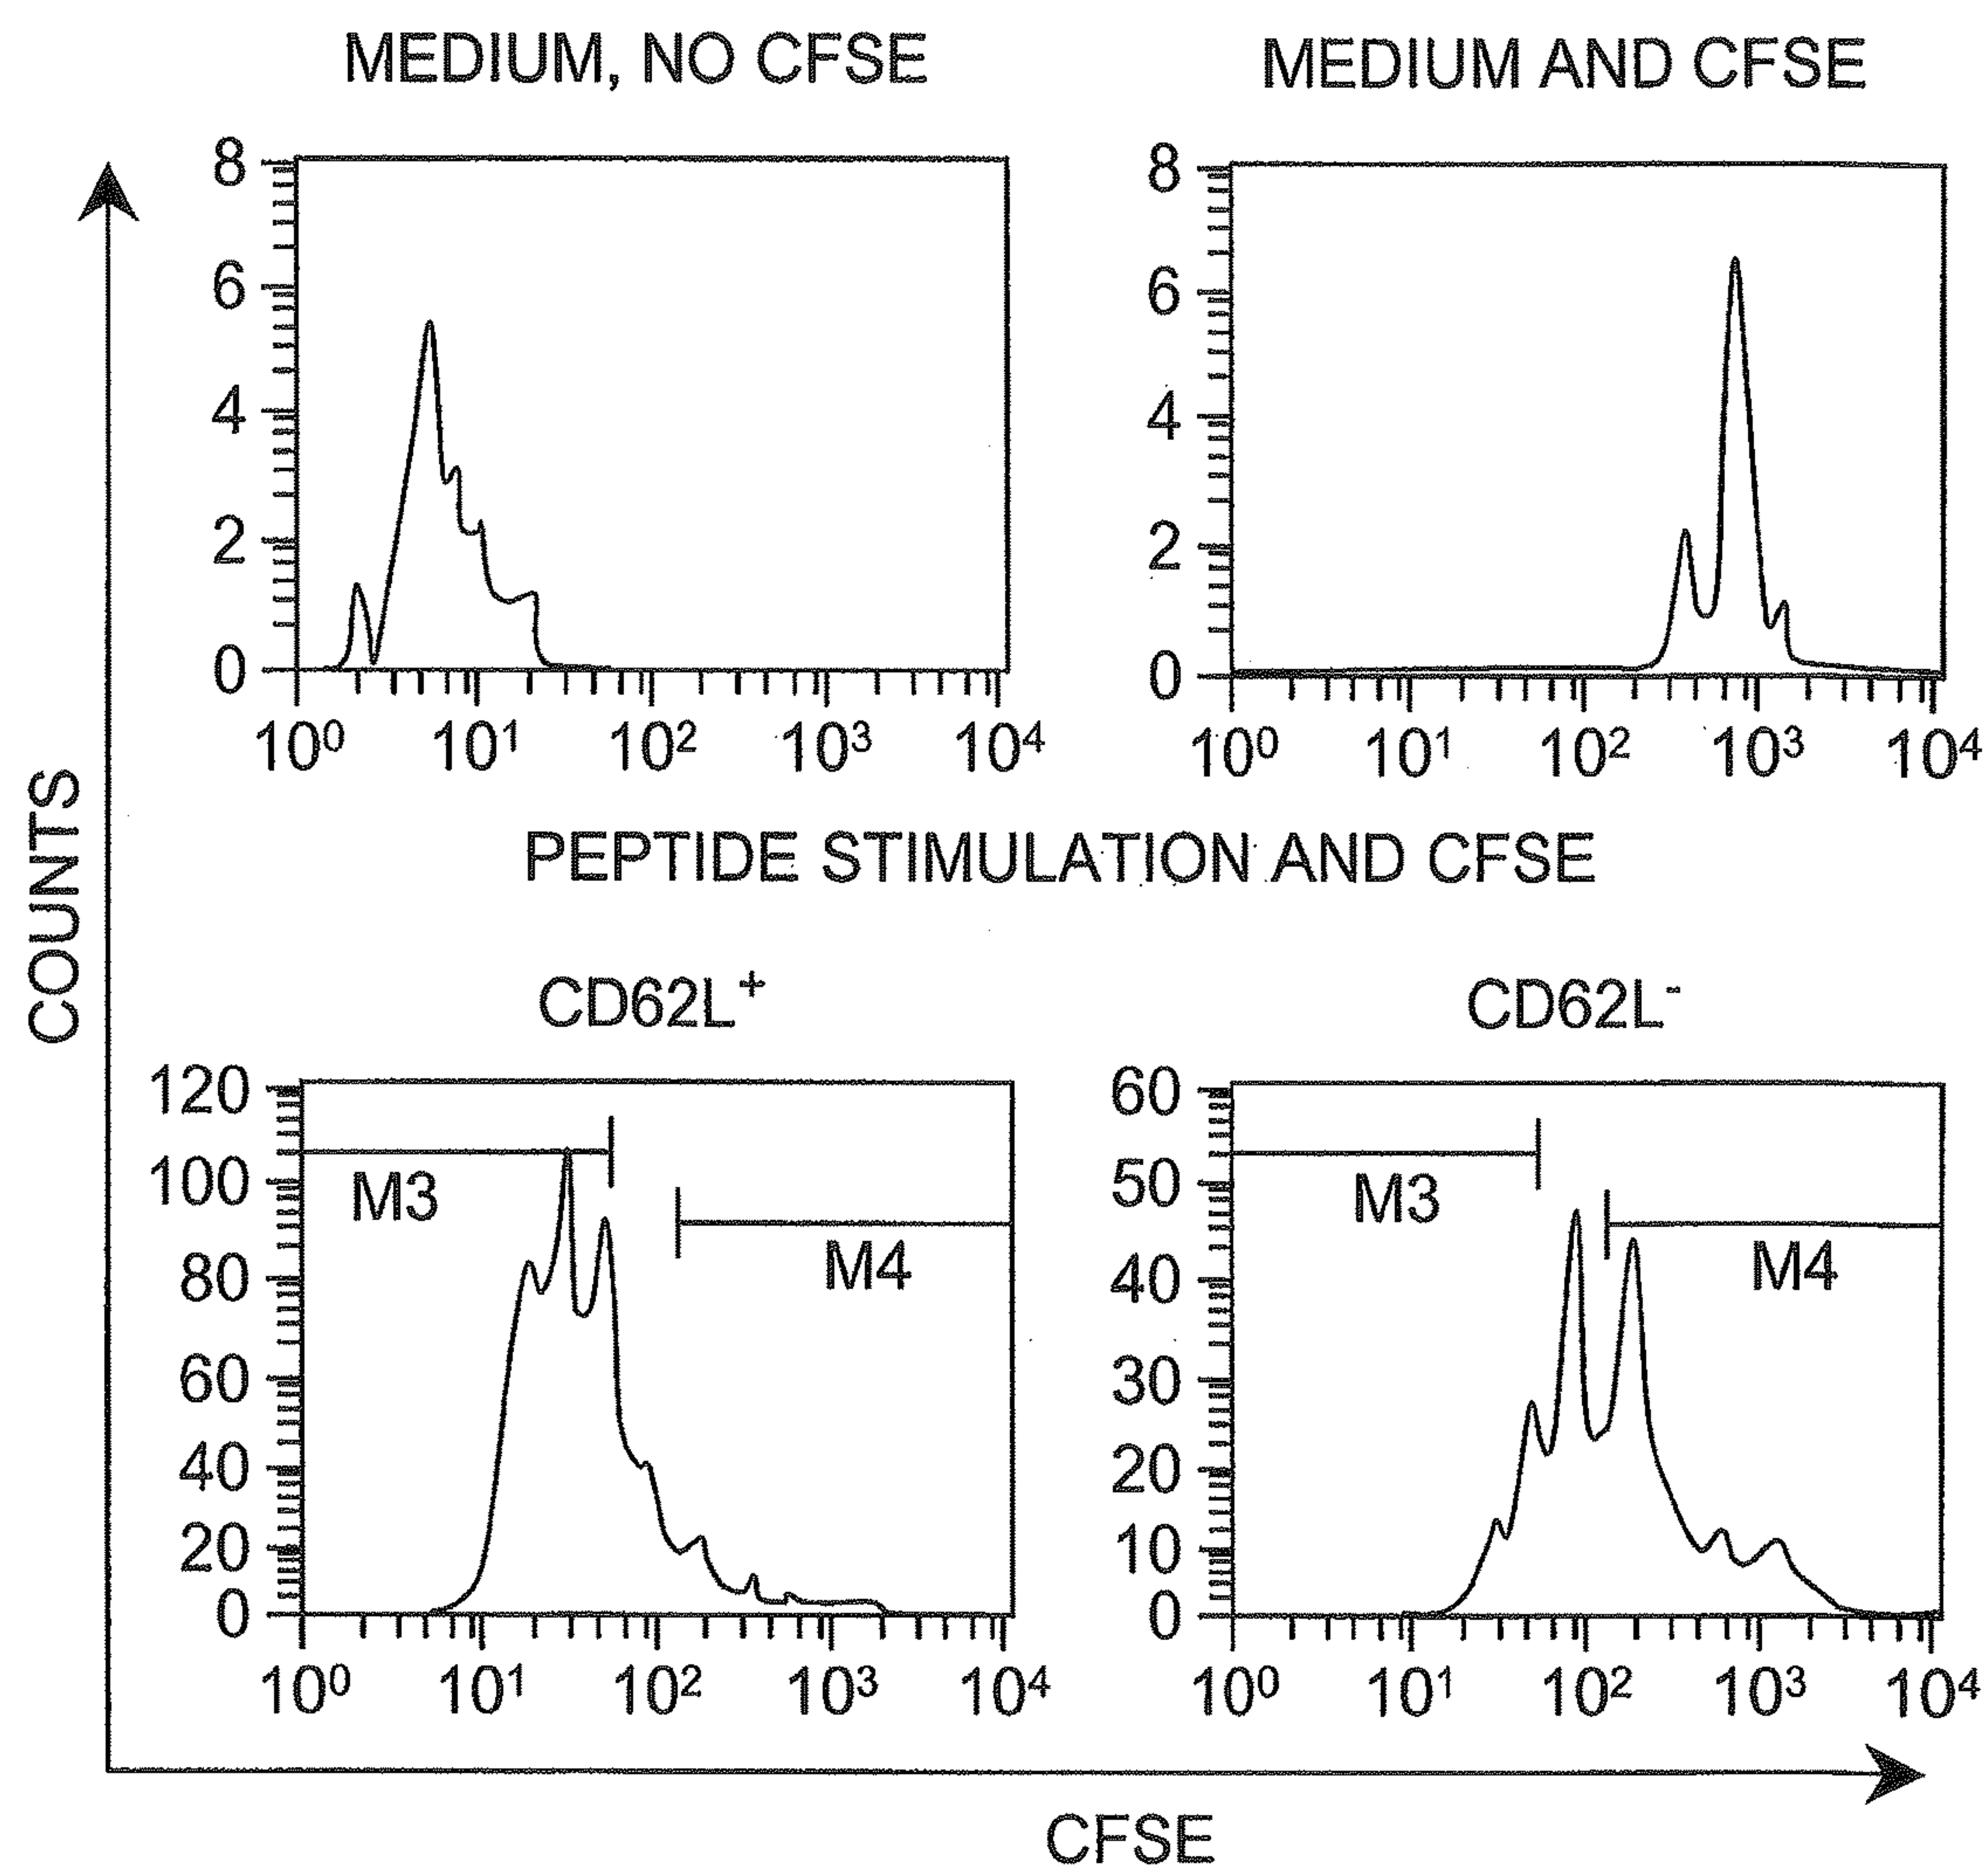 MEDIUM, NO CFSE
MEDIUM AND CFSE
8
6
4
2
0
10⁰ 10¹ 10² 10³ 10⁴
8
6
4
2
0
10⁰ 10¹ 10² 10³ 10⁴
COUNTS
PEPTIDE STIMULATION AND CFSE
CD62L⁺
CD62L⁻
120
100
80
60
40
20
0
M3
M4
10⁰ 10¹ 10² 10³ 10⁴
60
50
40
30
20
10
0
M3
M4
10⁰ 10¹ 10² 10³ 10⁴
CFSE